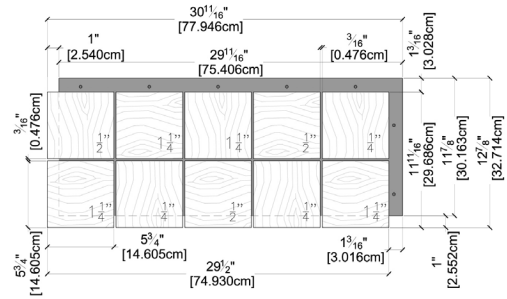 30 11/16"
[77.946cm]
1"
[2.540cm]
29 11/16"
[75.406cm]
3/16"
[0.476cm]
1 3/16"
[3.028cm]
3/16"
[0.476cm]
1/2"
1 1/4"
1 1/4"
1/2"
1/4"
1 1/4"
1 1/4"
1/2"
1 1/4"
1/2"
11 11/16"
[29.686cm]
11 7/8"
[30.163cm]
12 7/8"
[32.714cm]
5 3/4"
[14.605cm]
5 3/4"
[14.605cm]
29 1/2"
[74.930cm]
1 3/16"
[3.016cm]
1"
[2.552cm]